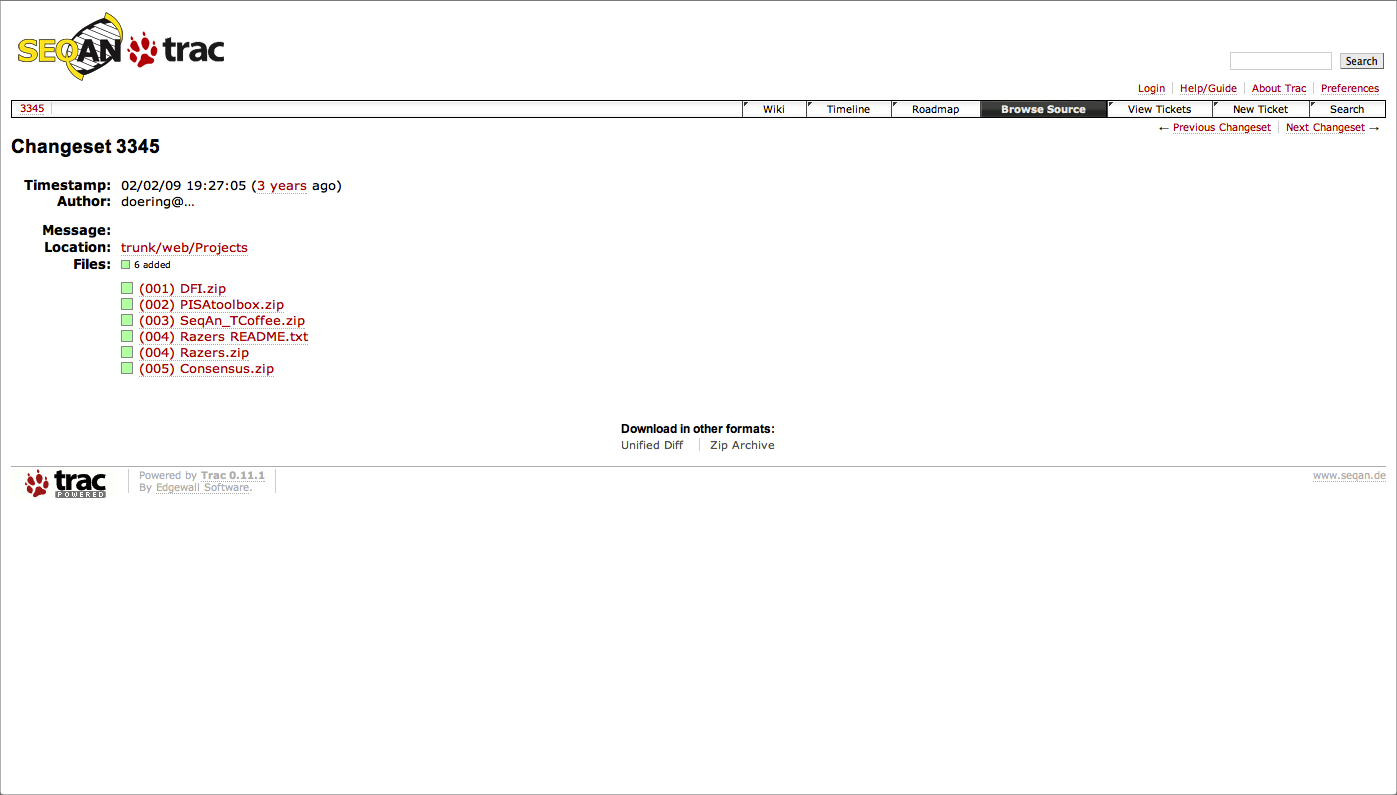 SEQAN trac
Search
Login Help/Guide About Trac Preferences
3345 Wiki Timeline Roadmap Browse Source View Tickets New Ticket Search
← Previous Changeset Next Changeset →
Changeset 3345
Timestamp: 02/02/09 19:27:05 (3 years ago)
Author: doering@...
Message:
Location: trunk/web/Projects
Files: 6 added
(001) DFI.zip
(002) PISAtoolbox.zip
(003) SeqAn_TCoffee.zip
(004) Razers README.txt
(004) Razers.zip
(005) Consensus.zip
Download in other formats:
Unified Diff Zip Archive
trac POWERED
Powered by Trac 0.11.1
By Edgewall Software.
www.seqan.de